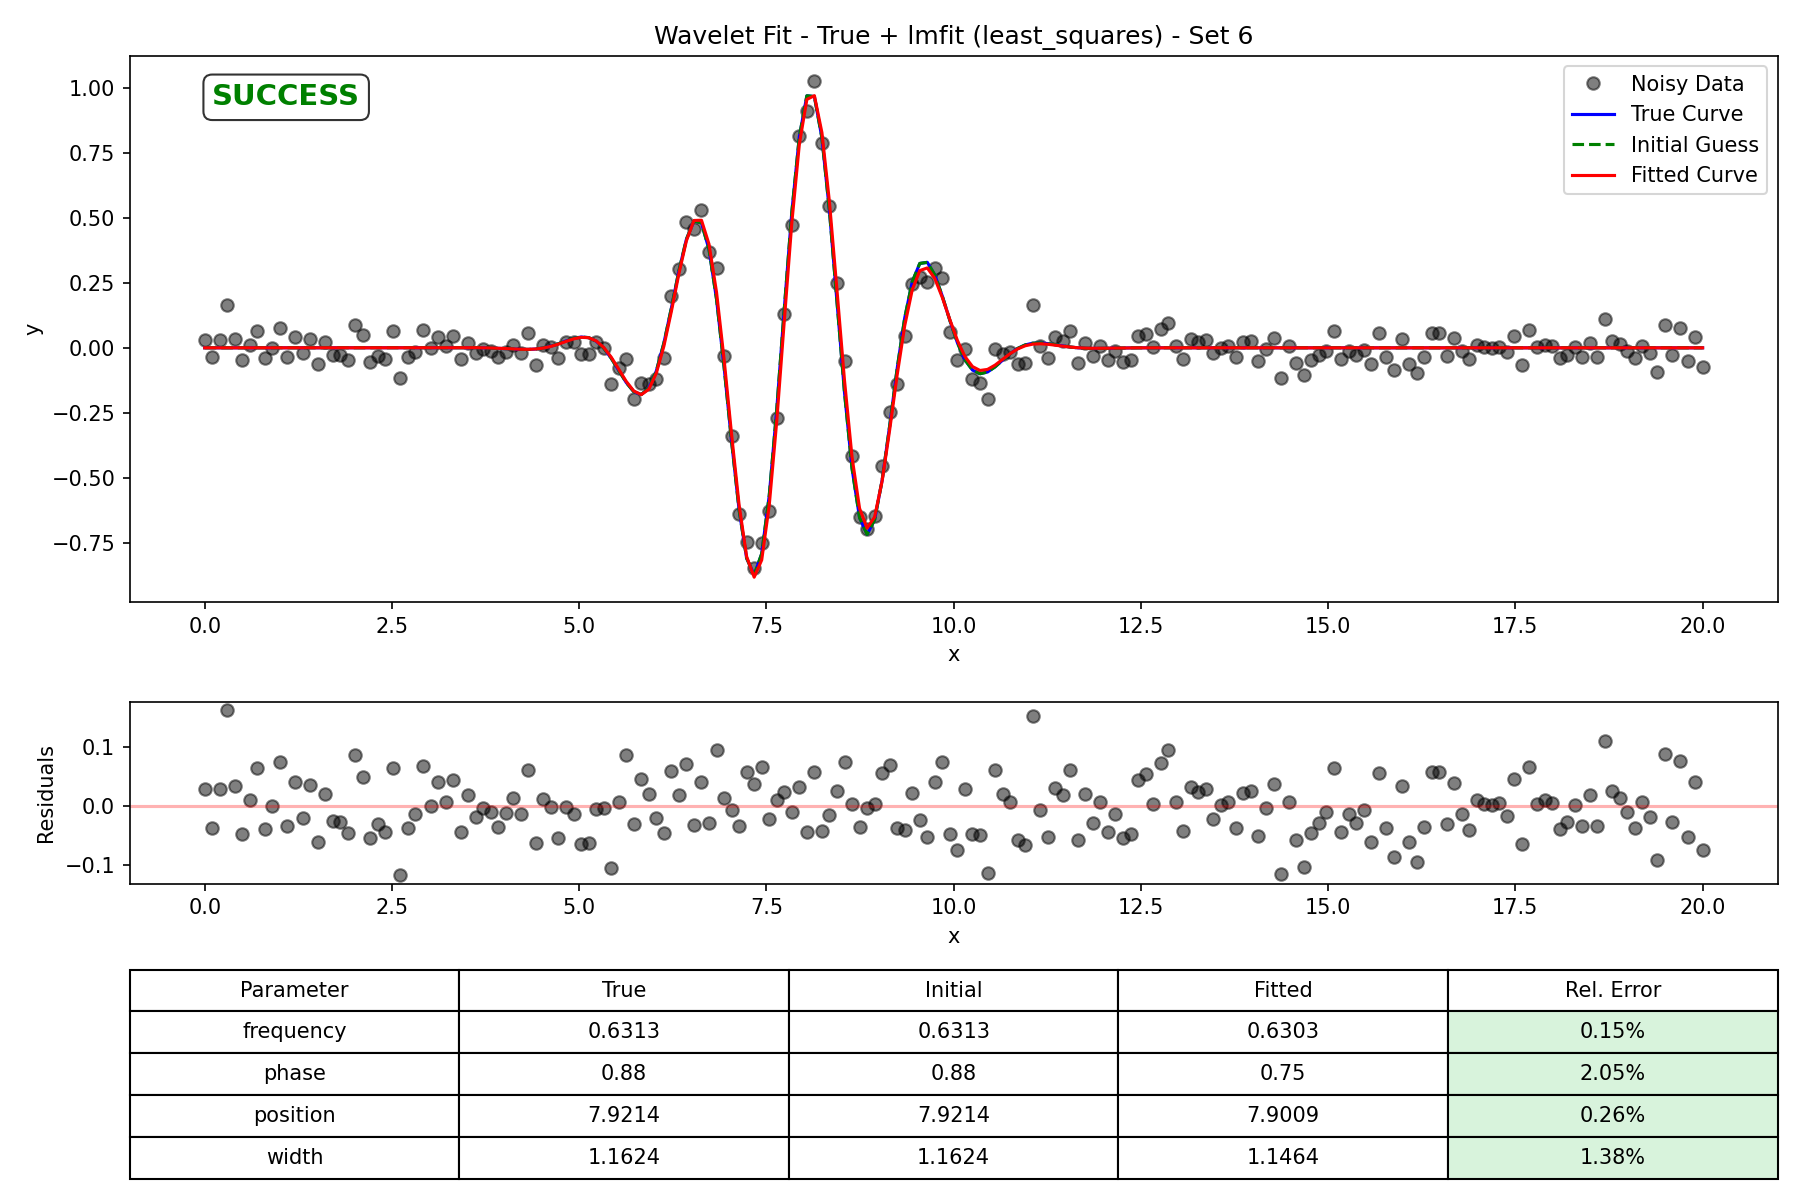 Wavelet Fit - True + lmfit (least_squares) - Set 6
SUCCESS
Noisy Data
True Curve
Initial Guess
Fitted Curve
1.00
0.75
0.50
0.25
0.00
−0.25
−0.50
−0.75
y
0.0 2.5 5.0 7.5 10.0 12.5 15.0 17.5 20.0
x
0.1
0.0
−0.1
Residuals
0.0 2.5 5.0 7.5 10.0 12.5 15.0 17.5 20.0
x
Parameter True Initial Fitted Rel. Error
frequency 0.6313 0.6313 0.6303 0.15%
phase 0.88 0.88 0.75 2.05%
position 7.9214 7.9214 7.9009 0.26%
width 1.1624 1.1624 1.1464 1.38%